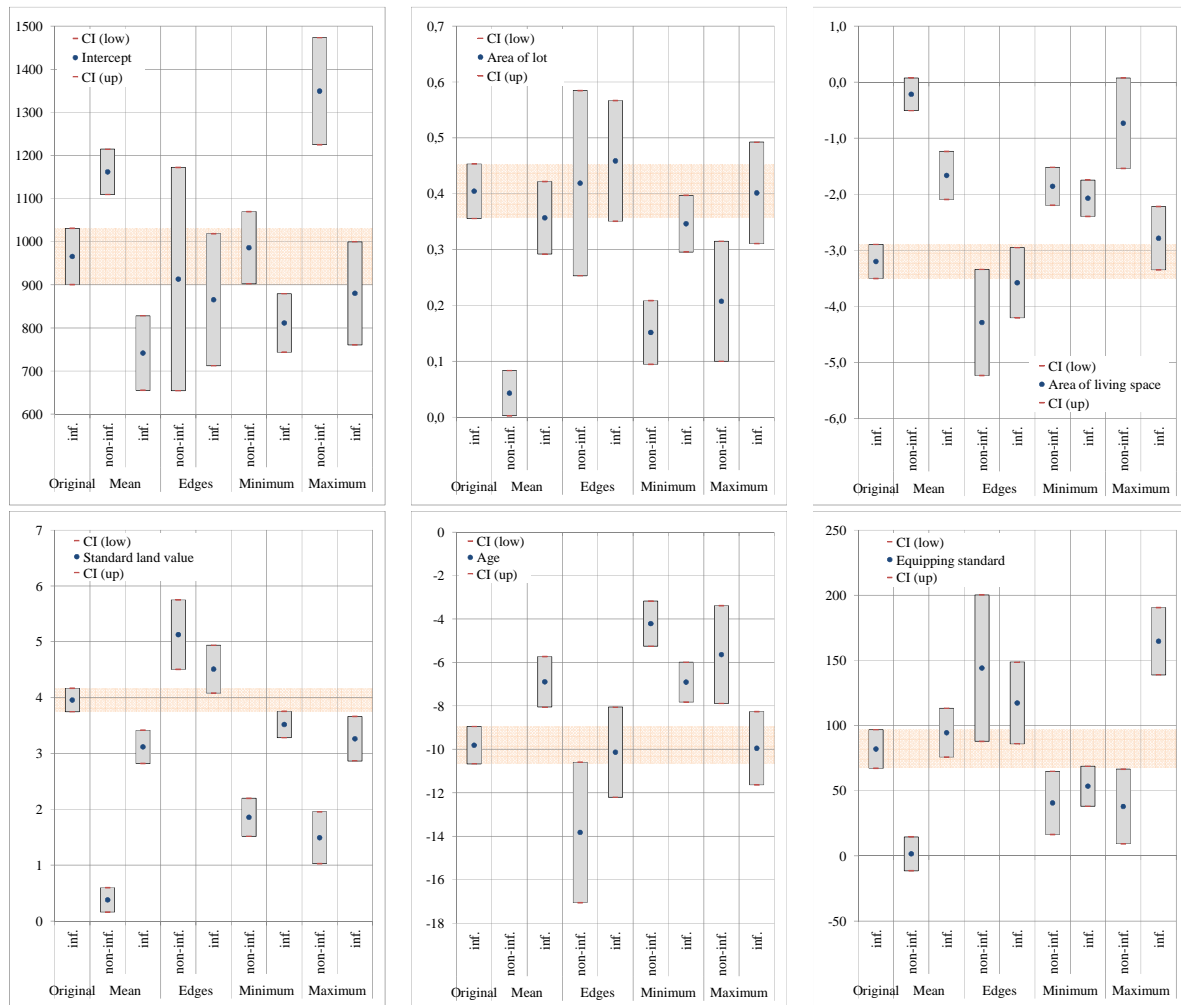 1500
1400
1300
1200
1100
1000
900
800
700
600
CI (low)
Intercept
CI (up)
inf. non-inf. inf. non-inf. inf. non-inf. inf. non-inf. inf.
Original Mean Edges Minimum Maximum
0,7
0,6
0,5
0,4
0,3
0,2
0,1
0,0
CI (low)
Area of lot
CI (up)
inf. non-inf. inf. non-inf. inf. non-inf. inf. non-inf. inf.
Original Mean Edges Minimum Maximum
1,0
0,0
-1,0
-2,0
-3,0
-4,0
-5,0
-6,0
CI (low)
Area of living space
CI (up)
inf. non-inf. inf. non-inf. inf. non-inf. inf. non-inf. inf.
Original Mean Edges Minimum Maximum
7
6
5
4
3
2
1
0
CI (low)
Standard land value
CI (up)
inf. non-inf. inf. non-inf. inf. non-inf. inf. non-inf. inf.
Original Mean Edges Minimum Maximum
0
-2
-4
-6
-8
-10
-12
-14
-16
-18
CI (low)
Age
CI (up)
inf. non-inf. inf. non-inf. inf. non-inf. inf. non-inf. inf.
Original Mean Edges Minimum Maximum
250
200
150
100
50
0
-50
CI (low)
Equipping standard
CI (up)
inf. non-inf. inf. non-inf. inf. non-inf. inf. non-inf. inf.
Original Mean Edges Minimum Maximum